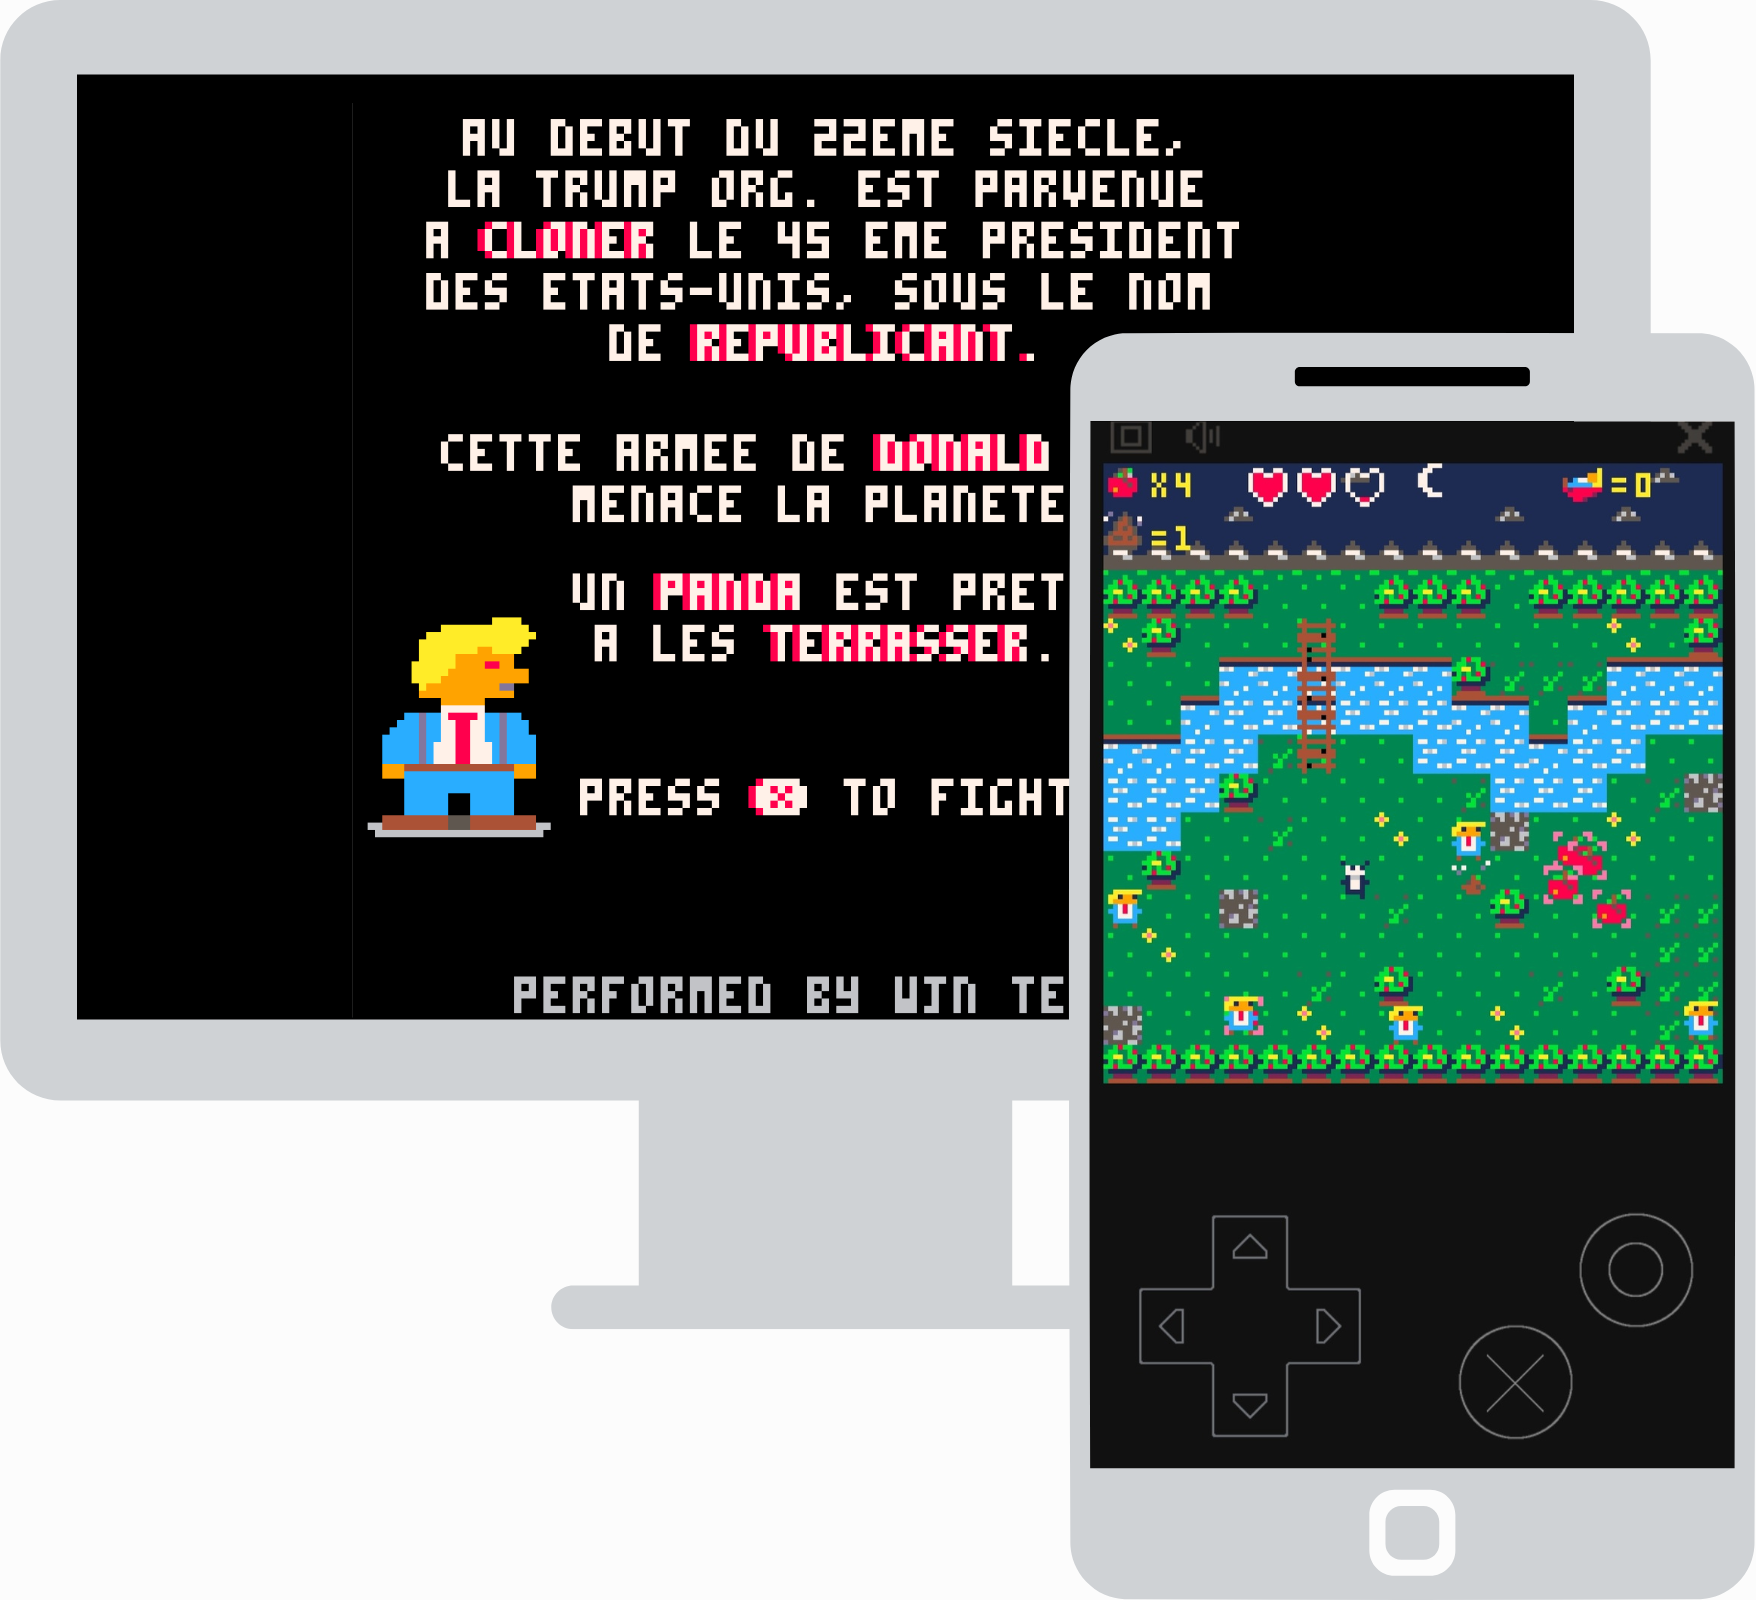 AU DEBUT DU 22EME SIECLE,
LA TRUMP ORG. EST PARVENUE
A CLONER LE 45 EME PRESIDENT
DES ETATS-UNIS, SOUS LE NOM
DE REPUBLICANT.
CETTE ARMEE DE DONALD
MENACE LA PLANETE
UN PANDA EST PRET
A LES TERRASSER.
PRESS X TO FIGHT
PERFORMED BY WJN TE
X4
=0
=1